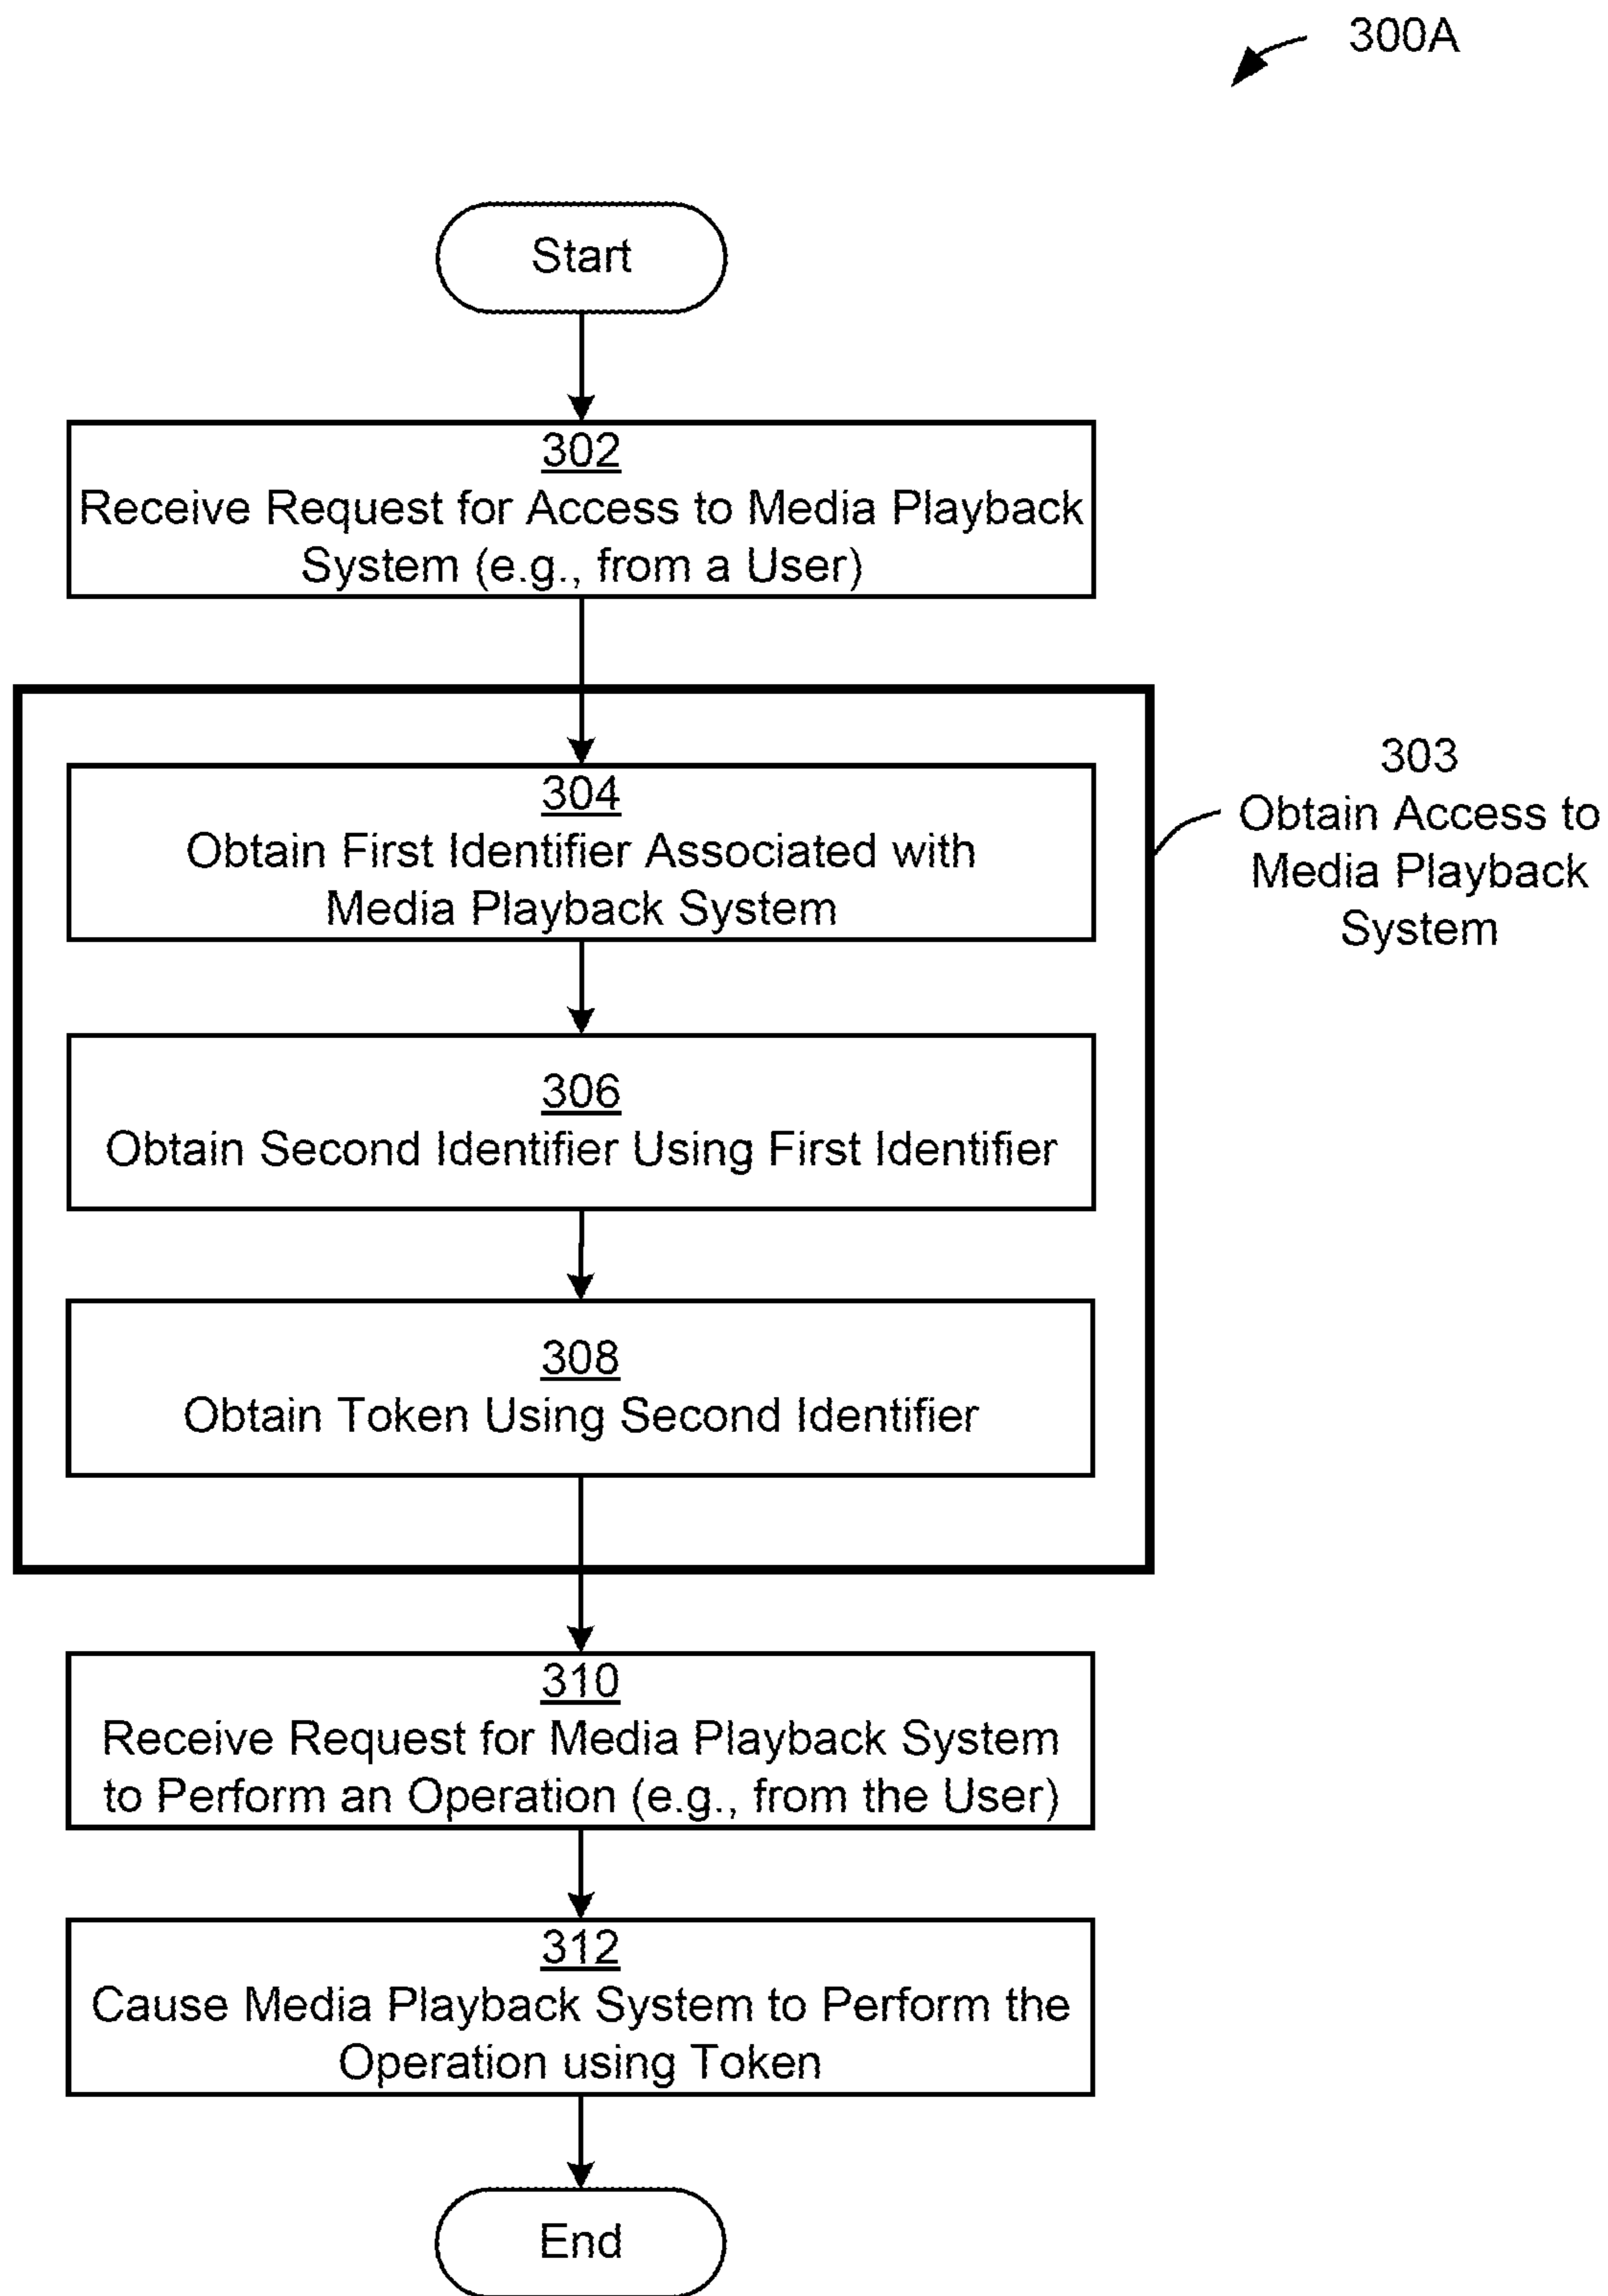 300A
Start
302
Receive Request for Access to Media Playback
System (e.g., from a User)
303
Obtain Access to
Media Playback
System
304
Obtain First Identifier Associated with
Media Playback System
306
Obtain Second Identifier Using First Identifier
308
Obtain Token Using Second Identifier
310
Receive Request for Media Playback System
to Perform an Operation (e.g., from the User)
312
Cause Media Playback System to Perform the
Operation using Token
End